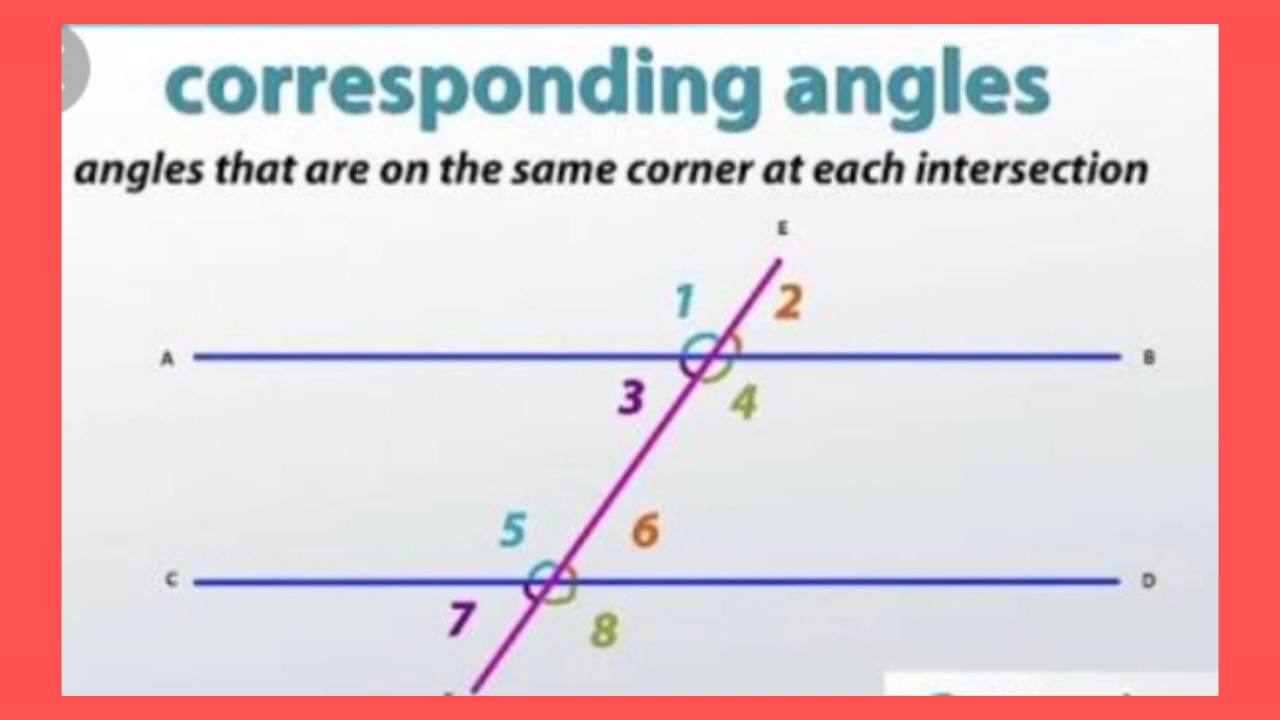 corresponding angles
angles that are on the same corner at each intersection
E
1 2
A B
3 4
5 6
C D
7 8